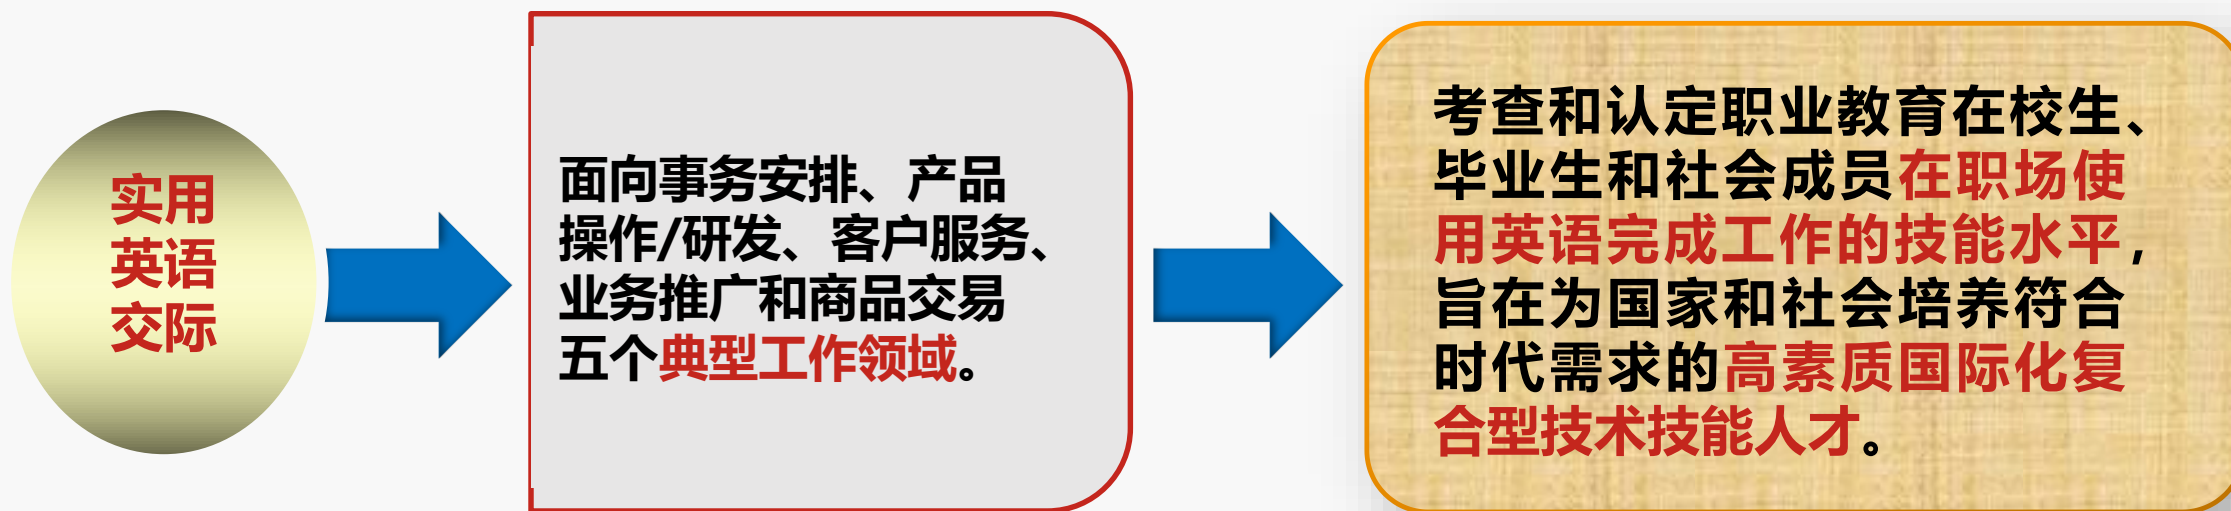 实用
英语
交际
面向事务安排、产品
操作/研发、客户服务、
业务推广和商品交易
五个典型工作领域。
考查和认定职业教育在校生、
毕业生和社会成员在职场使
用英语完成工作的技能水平，
旨在为国家和社会培养符合
时代需求的高素质国际化复
合型技术技能人才。